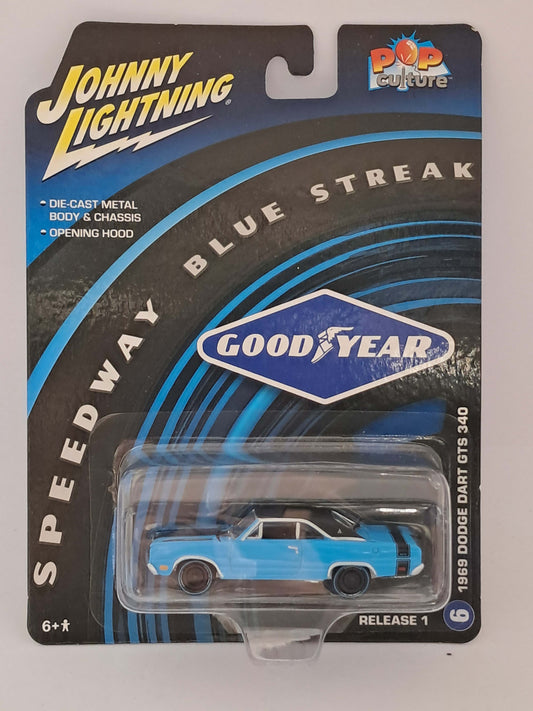 JOHNNY
LIGHTNING®
POP
culture™
• DIE-CAST METAL
BODY & CHASSIS
• OPENING HOOD
SPEEDWAY BLUE STREAK
GOODYEAR
1969 DODGE DART GTS 340
6
RELEASE 1
6+